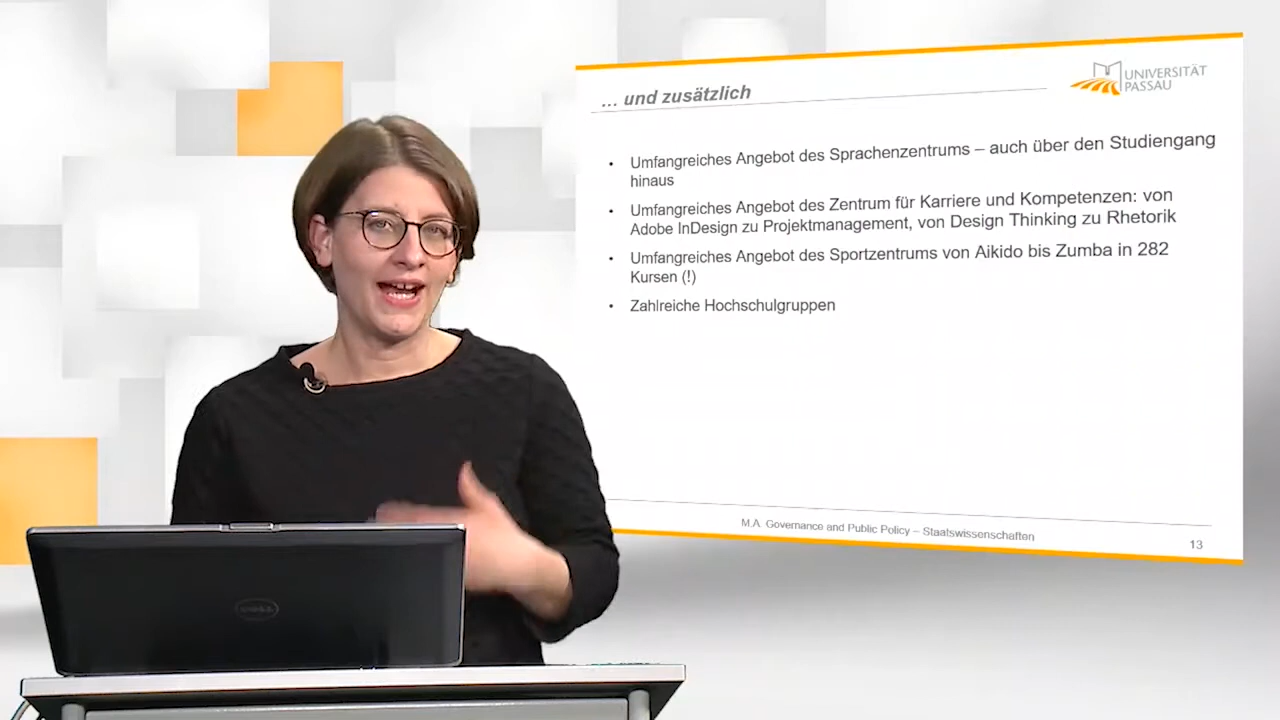 ... und zusätzlich
UNIVERSITÄT
PASSAU
• Umfangreiches Angebot des Sprachenzentrums – auch über den Studiengang
hinaus
• Umfangreiches Angebot des Zentrum für Karriere und Kompetenzen: von
Adobe InDesign zu Projektmanagement, von Design Thinking zu Rhetorik
• Umfangreiches Angebot des Sportzentrums von Aikido bis Zumba in 282
Kursen (!)
• Zahlreiche Hochschulgruppen
M.A. Governance and Public Policy – Staatswissenschaften
13
DELL